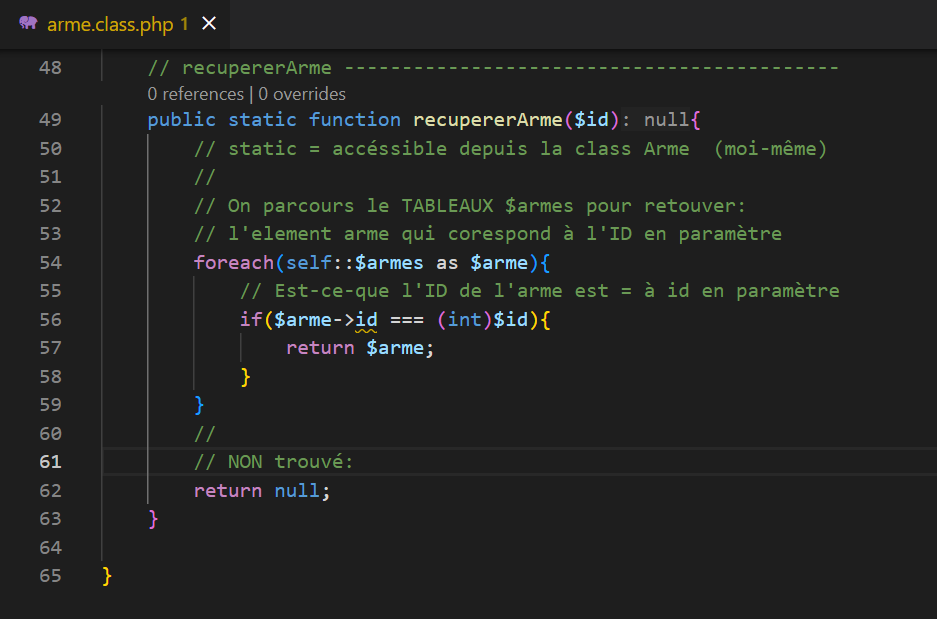 arme.class.php 1
48 // recupererArme -------------------------------------------
0 references | 0 overrides
49 public static function recupererArme($id): null{
50 // static = accéssible depuis la class Arme  (moi-même)
51 //
52 // On parcours le TABLEAUX $armes pour retouver:
53 // l'element arme qui corespond à l'ID en paramètre
54 foreach(self::$armes as $arme){
55 // Est-ce-que l'ID de l'arme est = à id en paramètre
56 if($arme->id === (int)$id){
57 return $arme;
58 }
59 }
60 //
61 // NON trouvé:
62 return null;
63 }
64
65 }